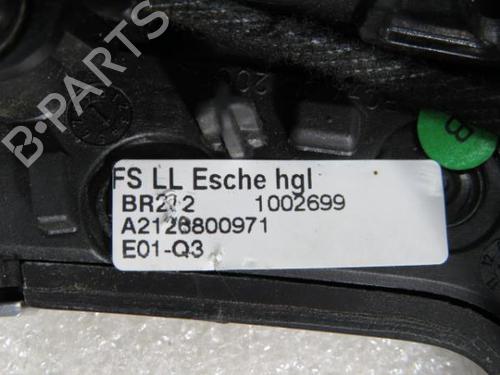 B-PARTS
B
FS LL Esche hgl
BR212 1002699
A2126800971
E01-Q3